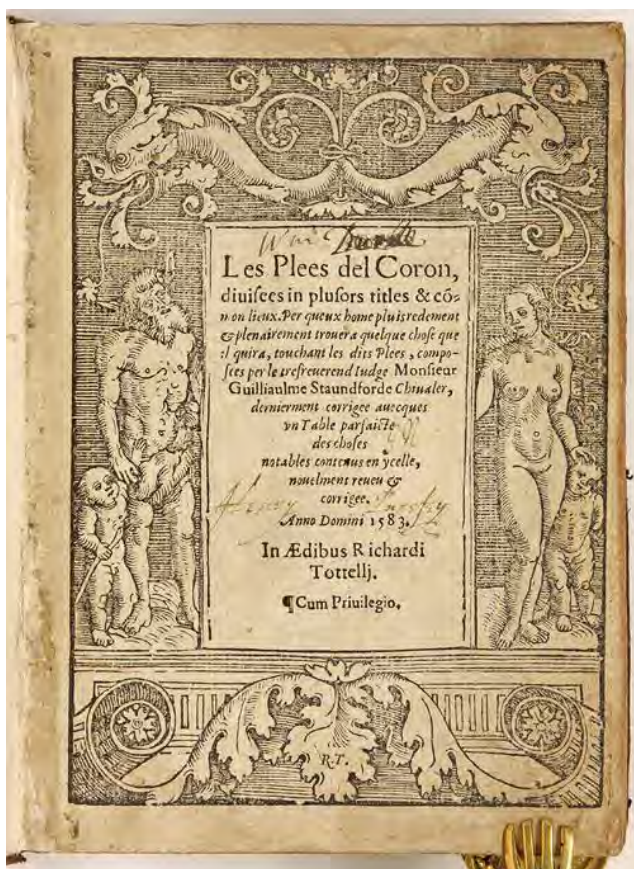 Les Plees del Coron,
diuisees in plusors titles & cō-
mon lieux. Per queux home pluis redement
& plenairement trouera quelque chose que
il quira, touchant les dits Plees, compo-
sees per le tresreuerend Iudge Monsieur
Guilliaulme Staundforde Chiualer,
dernierment corrigee auecques
vn Table parfaicte
des choses
notables contenus en ycelle,
nouelment reueu &
corrigee.
Anno Domini 1583.
In Ædibus Richardi
Tottellj.
¶Cum Priuilegio.
R.T.